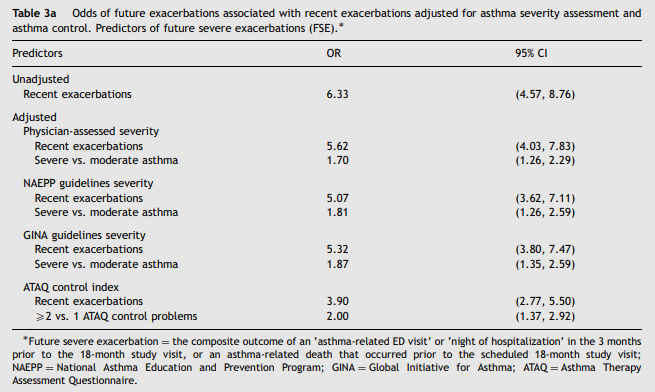 Table 3a Odds of future exacerbations associated with recent exacerbations adjusted for asthma severity assessment and
asthma control. Predictors of future severe exacerbations (FSE).*
Predictors OR 95% CI
Unadjusted
Recent exacerbations 6.33 (4.57, 8.76)
Adjusted
Physician-assessed severity
Recent exacerbations 5.62 (4.03, 7.83)
Severe vs. moderate asthma 1.70 (1.26, 2.29)
NAEPP guidelines severity
Recent exacerbations 5.07 (3.62, 7.11)
Severe vs. moderate asthma 1.81 (1.26, 2.59)
GINA guidelines severity
Recent exacerbations 5.32 (3.80, 7.47)
Severe vs. moderate asthma 1.87 (1.35, 2.59)
ATAQ control index
Recent exacerbations 3.90 (2.77, 5.50)
⩾2 vs. 1 ATAQ control problems 2.00 (1.37, 2.92)
*Future severe exacerbation = the composite outcome of an 'asthma-related ED visit' or 'night of hospitalization' in the 3 months
prior to the 18-month study visit, or an asthma-related death that occurred prior to the scheduled 18-month study visit;
NAEPP = National Asthma Education and Prevention Program; GINA = Global Initiative for Asthma; ATAQ = Asthma Therapy
Assessment Questionnaire.